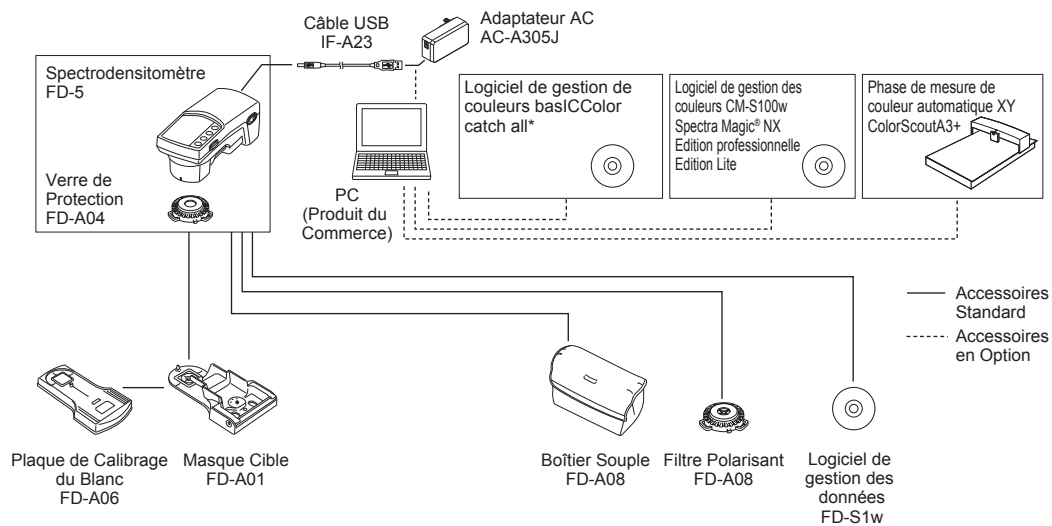 Câble USB
IF-A23
Adaptateur AC
AC-A305J
Spectrodensitomètre
FD-5
Verre de
Protection
FD-A04
PC
(Produit du
Commerce)
Logiciel de gestion de
couleurs basICColor
catch all*
Logiciel de gestion des
couleurs CM-S100w
Spectra Magic® NX
Edition professionnelle
Edition Lite
Phase de mesure de
couleur automatique XY
ColorScoutA3+
Accessoires
Standard
Accessoires
en Option
Plaque de Calibrage
du Blanc
FD-A06
Masque Cible
FD-A01
Boîtier Souple
FD-A08
Filtre Polarisant
FD-A08
Logiciel de
gestion des
données
FD-S1w